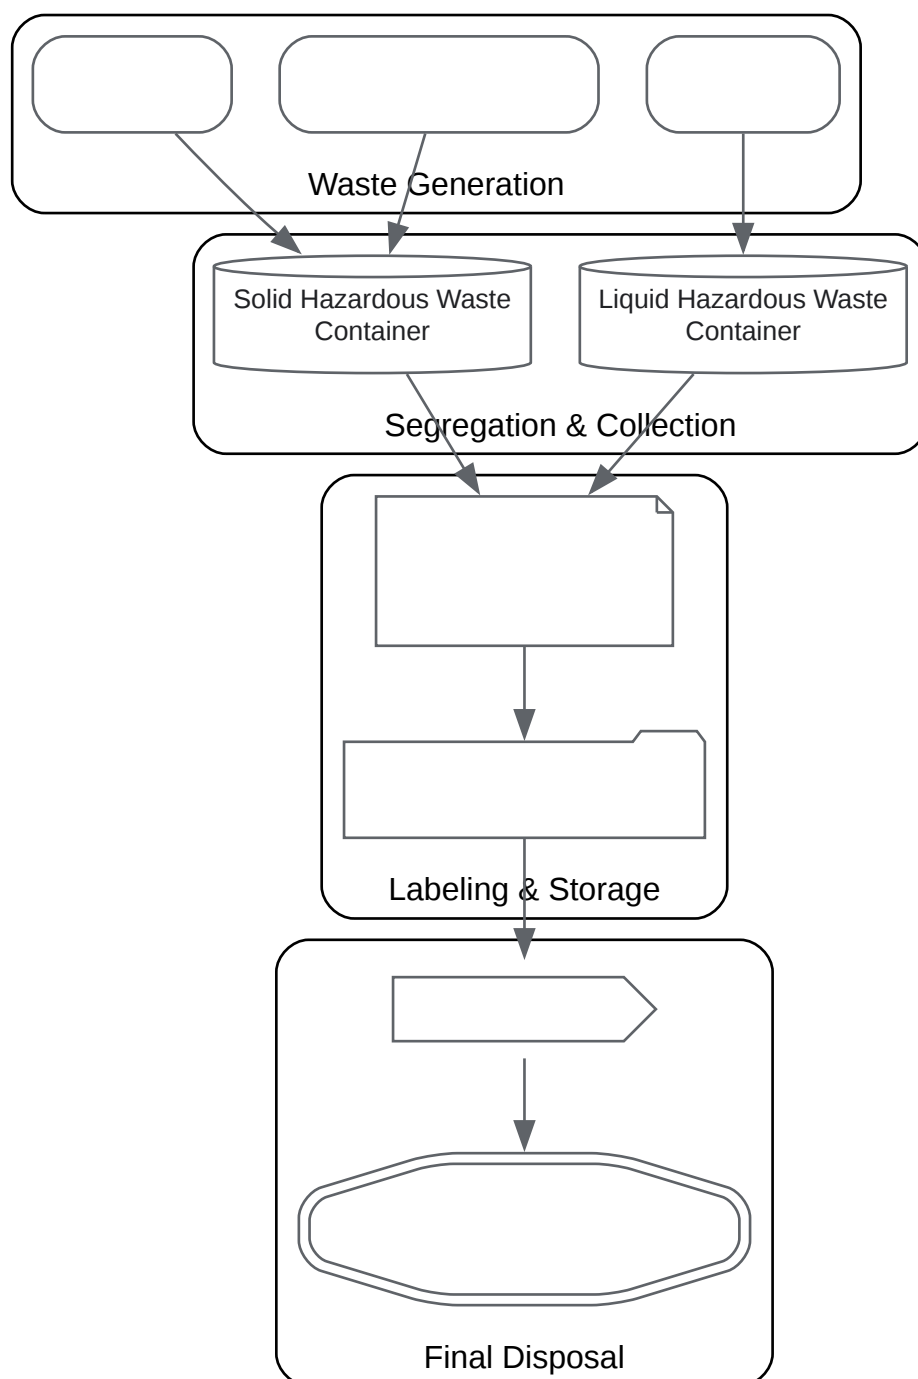 Waste Generation
Solid Hazardous Waste
Container
Liquid Hazardous Waste
Container
Segregation & Collection
Labeling & Storage
Final Disposal